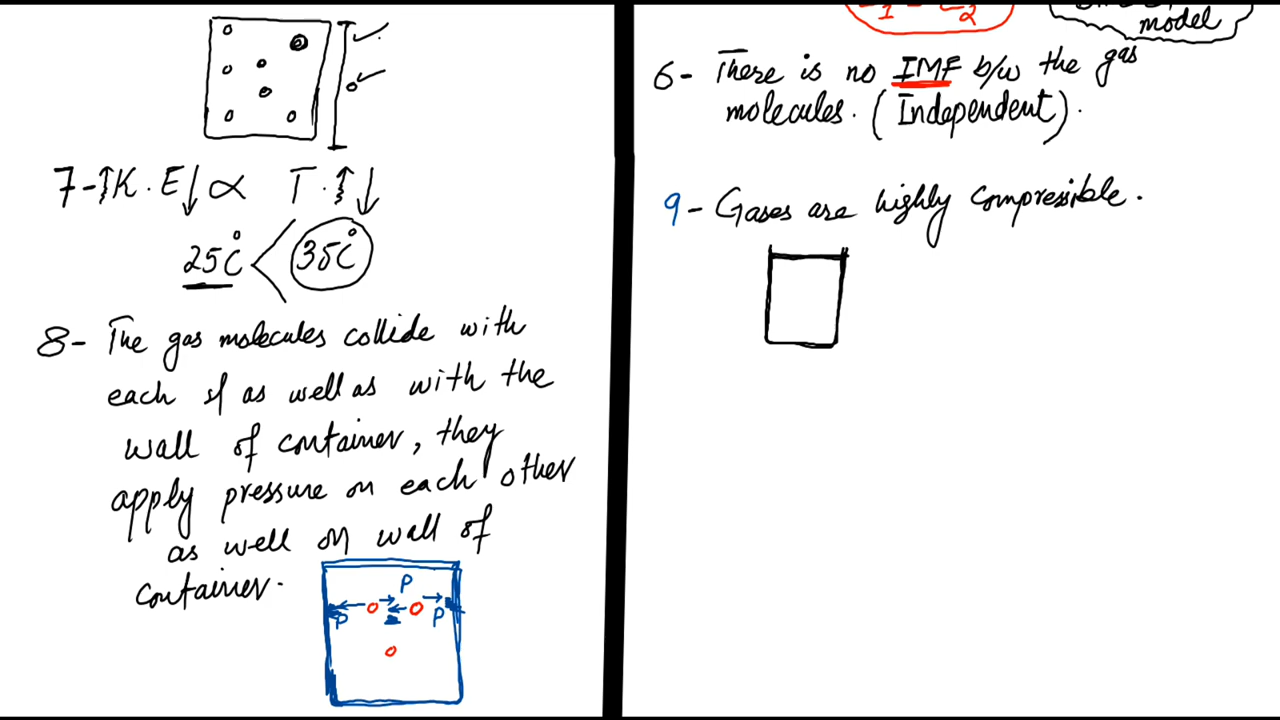 7- ↑K.E↓ ∝ T.↑↓
25°C < 35°C
8- The gas molecules collide with
each as well as with the
wall of container, they
apply pressure on each other
as well on wall of
container.
P
P
P
model
6- There is no IMF b/w the gas
molecules. (Independent).
9- Gases are highly compressible.